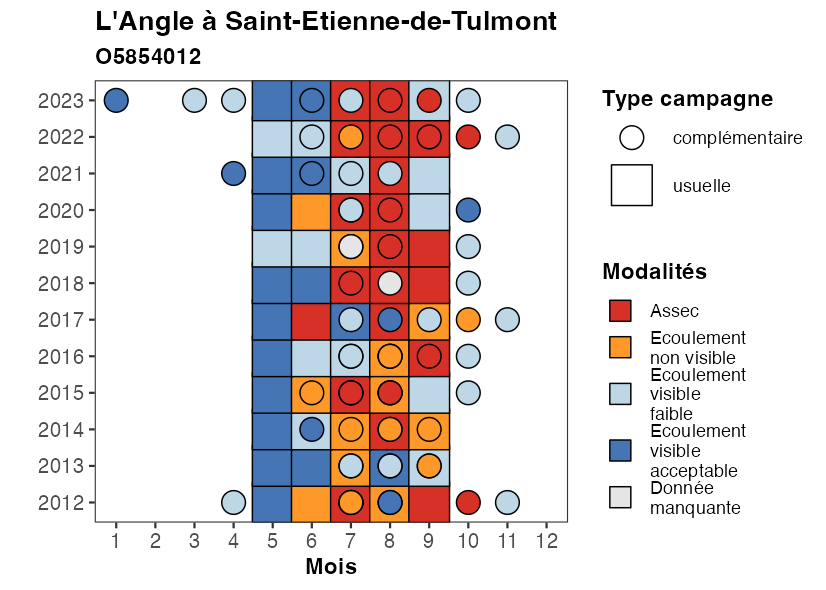 L'Angle à Saint-Etienne-de-Tulmont
O5854012
2023
2022
2021
2020
2019
2018
2017
2016
2015
2014
2013
2012
1 2 3 4 5 6 7 8 9 10 11 12
Mois
Type campagne
complémentaire
usuelle
Modalités
Assec
Ecoulement
non visible
Ecoulement
visible
faible
Ecoulement
visible
acceptable
Donnée
manquante